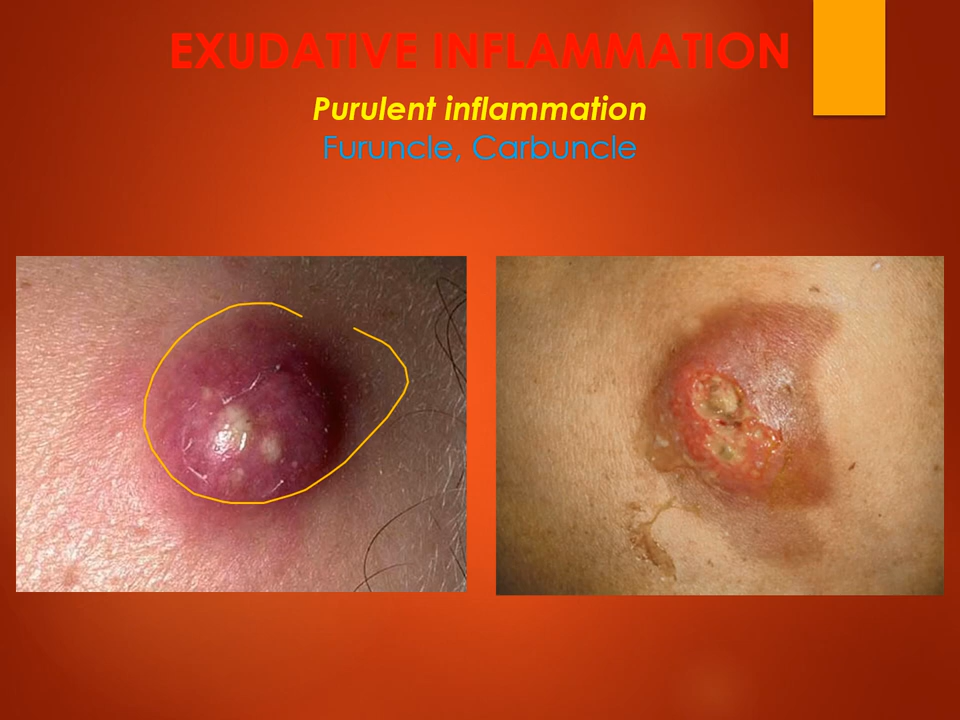 EXUDATIVE INFLAMMATION
Purulent inflammation
Furuncle, Carbuncle